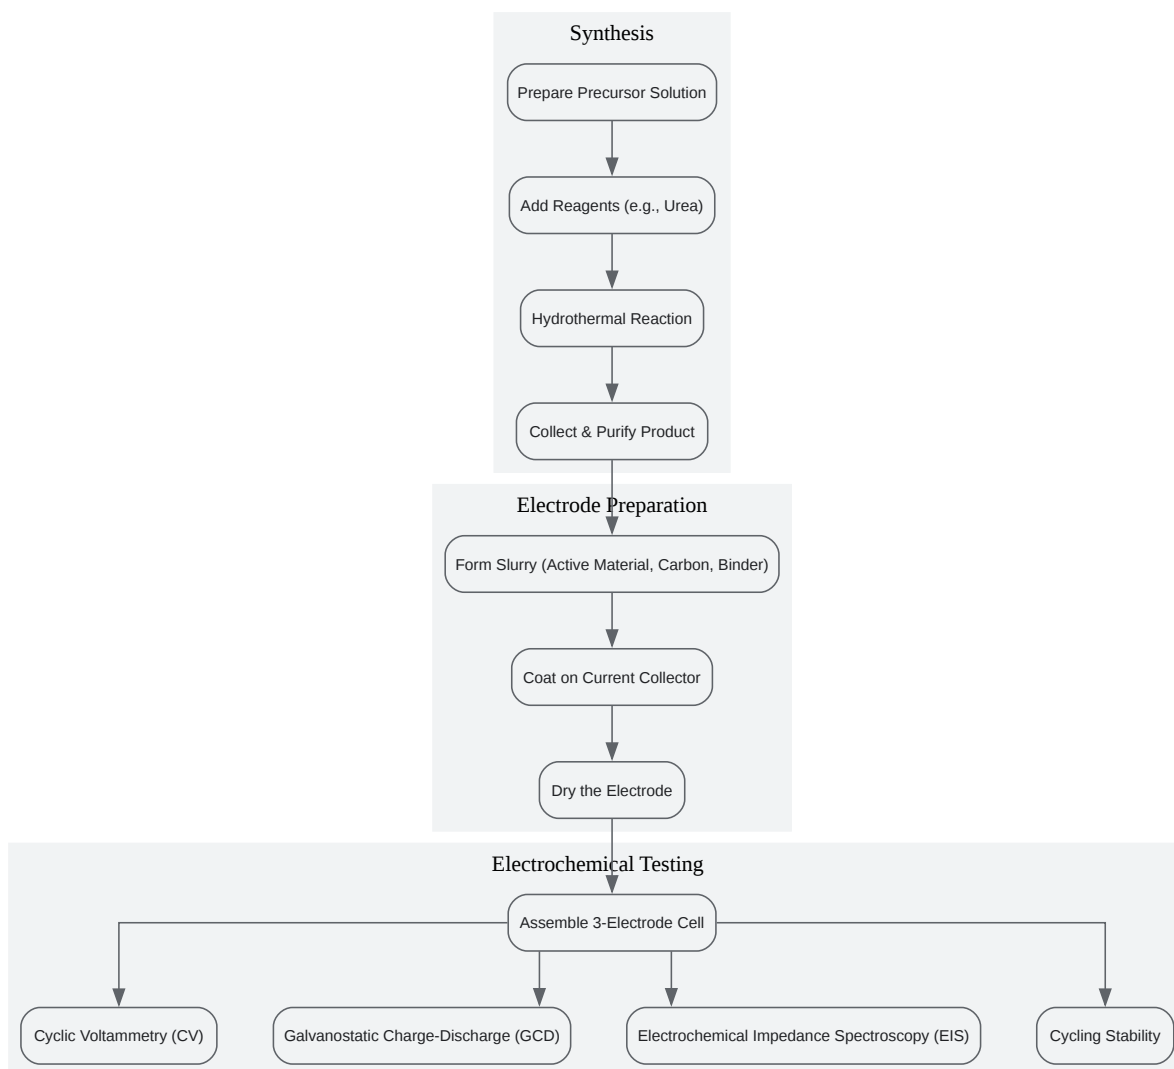 Synthesis
Prepare Precursor Solution
Add Reagents (e.g., Urea)
Hydrothermal Reaction
Collect & Purify Product
Electrode Preparation
Form Slurry (Active Material, Carbon, Binder)
Coat on Current Collector
Dry the Electrode
Electrochemical Testing
Assemble 3-Electrode Cell
Cyclic Voltammetry (CV)
Galvanostatic Charge-Discharge (GCD)
Electrochemical Impedance Spectroscopy (EIS)
Cycling Stability